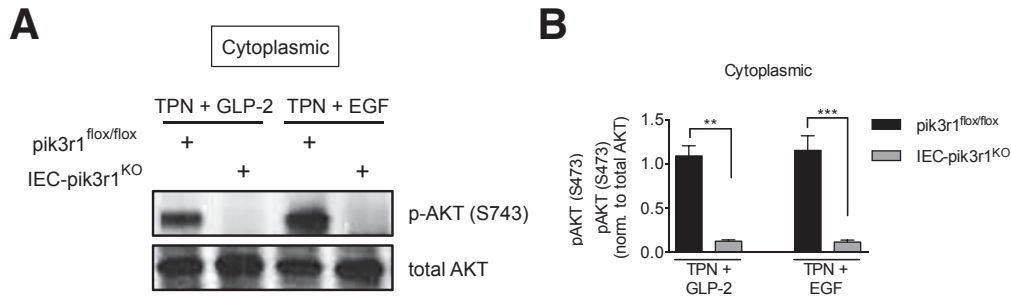 A
Cytoplasmic
TPN + GLP-2 TPN + EGF
pik3r1flox/flox + +
IEC-pik3r1KO + +
p-AKT (S743)
total AKT
B
Cytoplasmic
pAKT (S473)
pAKT (S473)
(norm. to total AKT)
1.5
1.0
0.5
0.0
** ***
TPN + GLP-2
TPN + EGF
pik3r1flox/flox
IEC-pik3r1KO